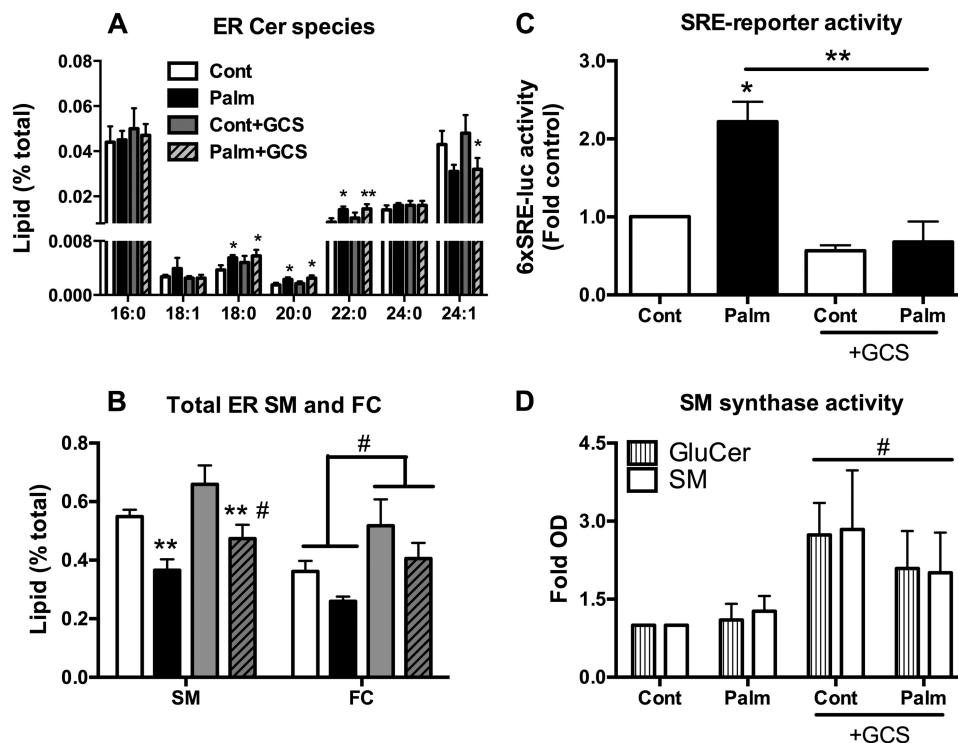 A
ER Cer species
Lipid (% total)
0.08
0.06
0.04
0.02
0.008
0.000
Cont
Palm
Cont+GCS
Palm+GCS
* * * * * ** *
16:0 18:1 18:0 20:0 22:0 24:0 24:1
B
Total ER SM and FC
Lipid (% total)
0.8
0.6
0.4
0.2
0.0
** ** # #
SM FC
C
SRE-reporter activity
6xSRE-luc activity
(Fold control)
3.0
2.0
1.0
0.0
* **
Cont Palm Cont Palm
+GCS
D
SM synthase activity
Fold OD
4.5
3.0
1.5
0.0
GluCer
SM
#
Cont Palm Cont Palm
+GCS